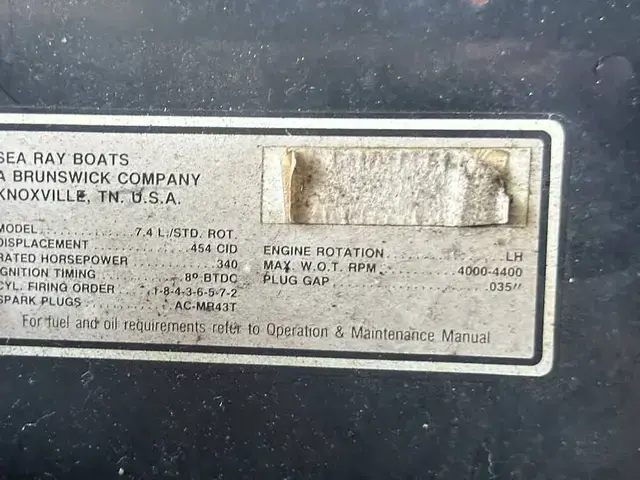 SEA RAY BOATS
A BRUNSWICK COMPANY
KNOXVILLE, TN. U.S.A.
MODEL......7.4 L./STD. ROT.
DISPLACEMENT......454 CID
RATED HORSEPOWER......340
IGNITION TIMING......8º BTDC
CYL. FIRING ORDER......1-8-4-3-6-5-7-2
SPARK PLUGS......AC-MR43T
ENGINE ROTATION......LH
MAX. W.O.T. RPM......4000-4400
PLUG GAP.......035"
For fuel and oil requirements refer to Operation & Maintenance Manual